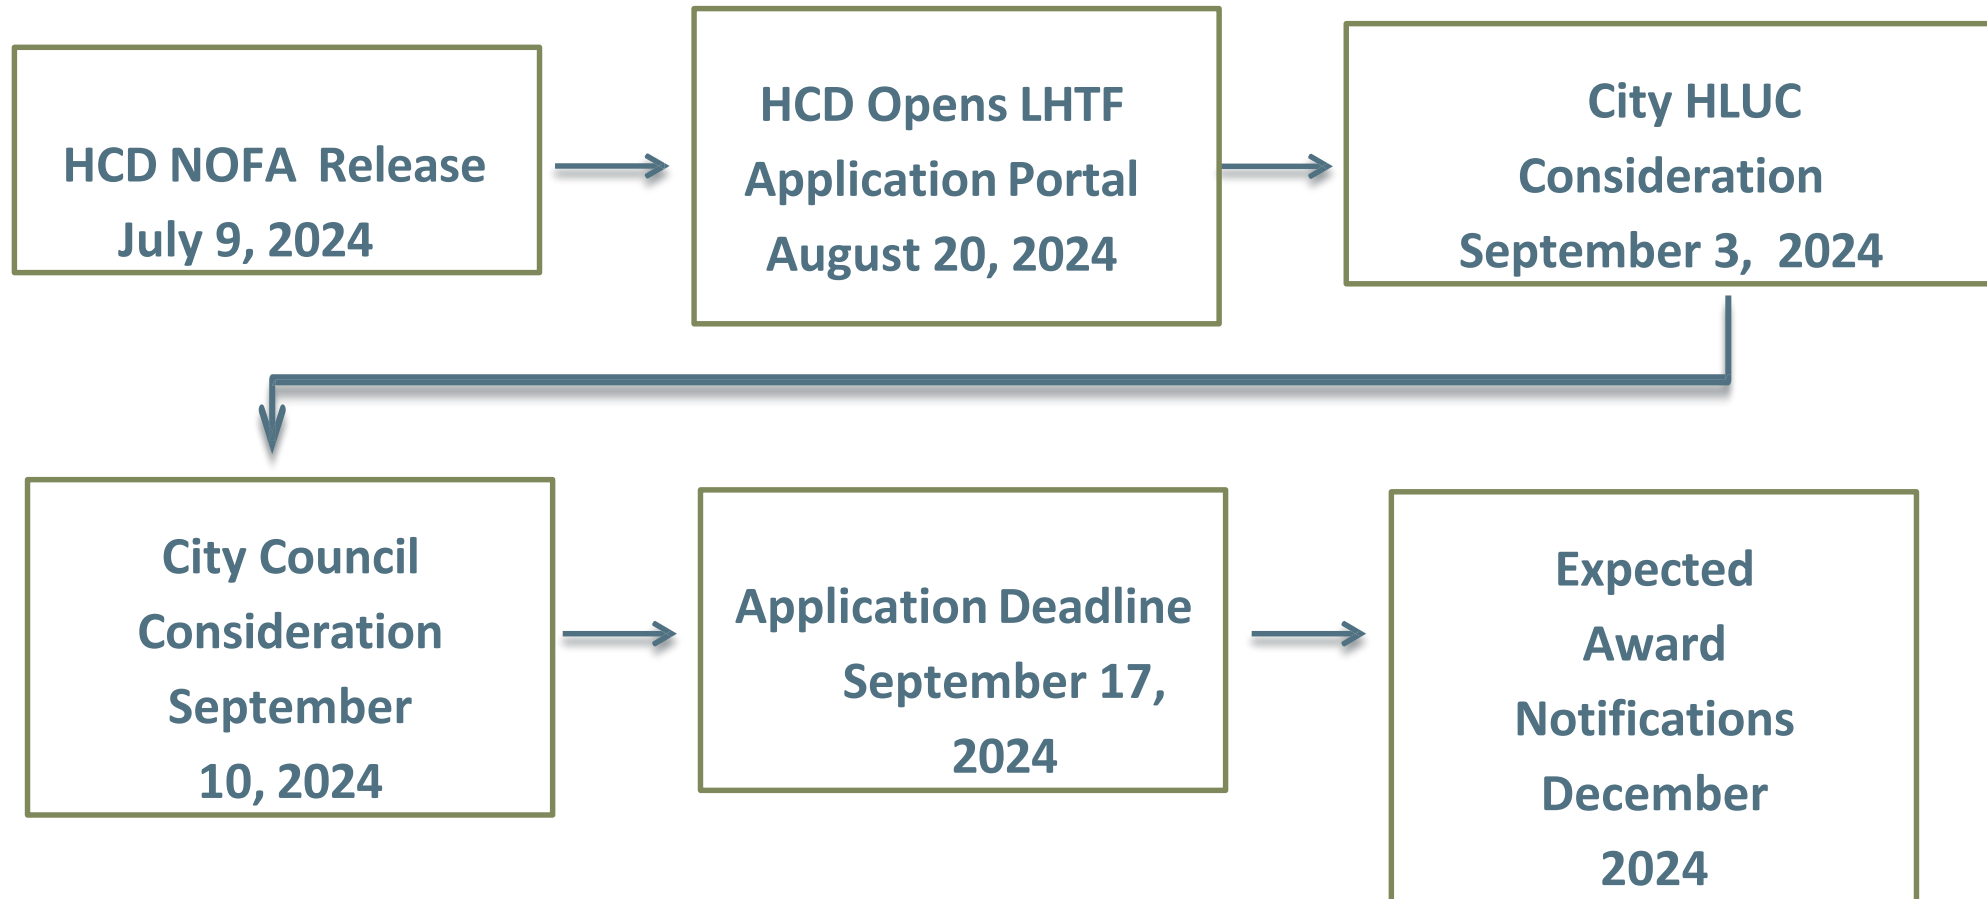 HCD NOFA  Release
July 9, 2024
HCD Opens LHTF
Application Portal
August 20, 2024
City HLUC
Consideration
September 3,  2024
City Council
Consideration
September
10, 2024
Application Deadline
September 17,
2024
Expected
Award
Notifications
December
2024